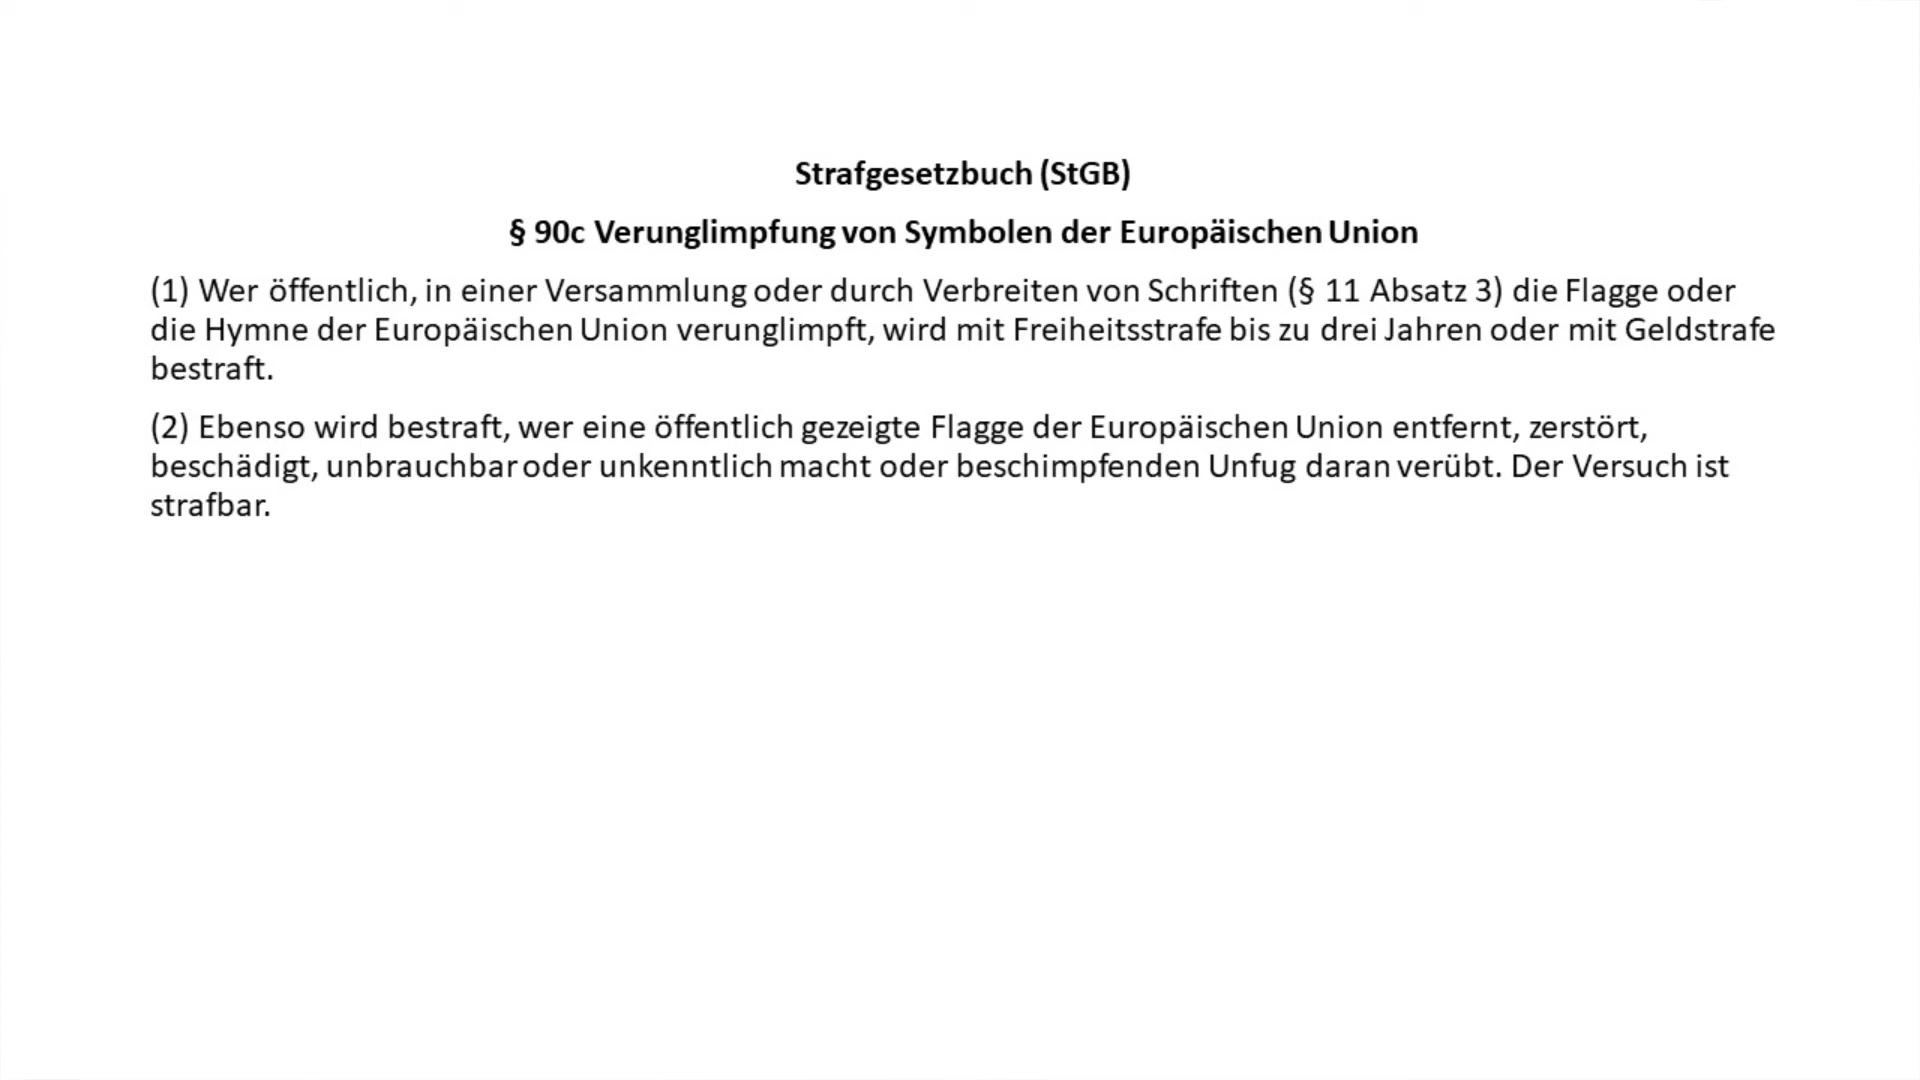 Strafgesetzbuch (StGB)
§ 90c Verunglimpfung von Symbolen der Europäischen Union
(1) Wer öffentlich, in einer Versammlung oder durch Verbreiten von Schriften (§ 11 Absatz 3) die Flagge oder
die Hymne der Europäischen Union verunglimpft, wird mit Freiheitsstrafe bis zu drei Jahren oder mit Geldstrafe
bestraft.
(2) Ebenso wird bestraft, wer eine öffentlich gezeigte Flagge der Europäischen Union entfernt, zerstört,
beschädigt, unbrauchbar oder unkenntlich macht oder beschimpfenden Unfug daran verübt. Der Versuch ist
strafbar.